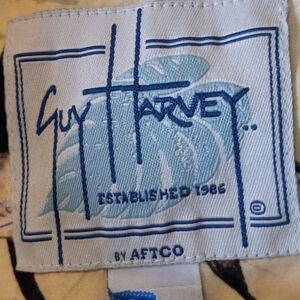 Guy Harvey..
ESTABLISHED 1986
©
BY AFTCO